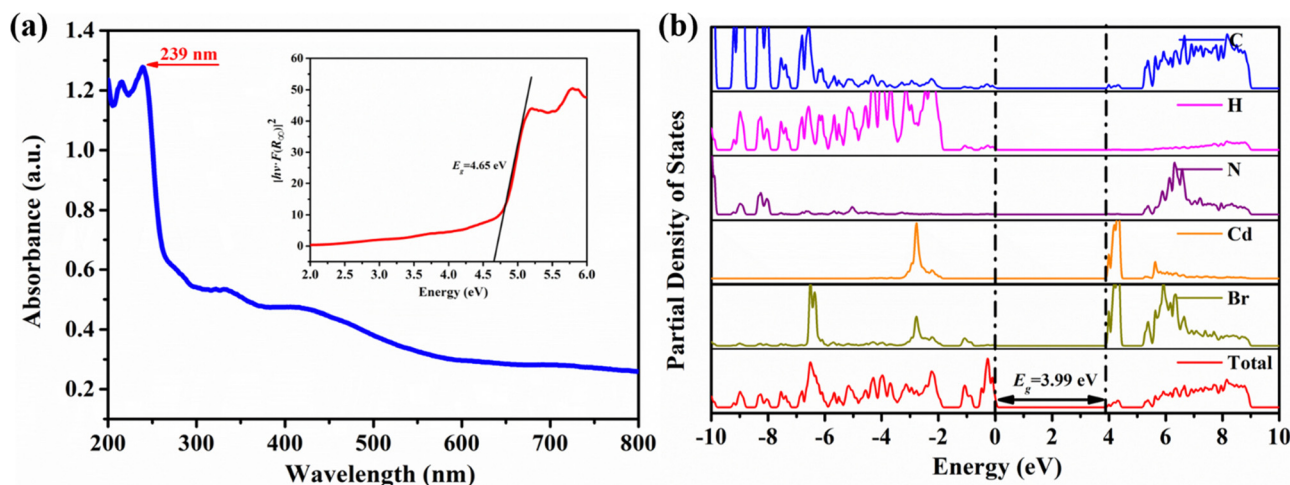 (a)
1.4
1.2
1.0
0.8
0.6
0.4
0.2
Absorbance (a.u.)
239 nm
60
50
40
30
20
10
0
|hν·F(R∞)|²
E_g=4.65 eV
2.0 2.5 3.0 3.5 4.0 4.5 5.0 5.5 6.0
Energy (eV)
200 300 400 500 600 700 800
Wavelength (nm)
(b)
Partial Density of States
C
H
N
Cd
Br
Total
E_g=3.99 eV
-10 -8 -6 -4 -2 0 2 4 6 8 10
Energy (eV)